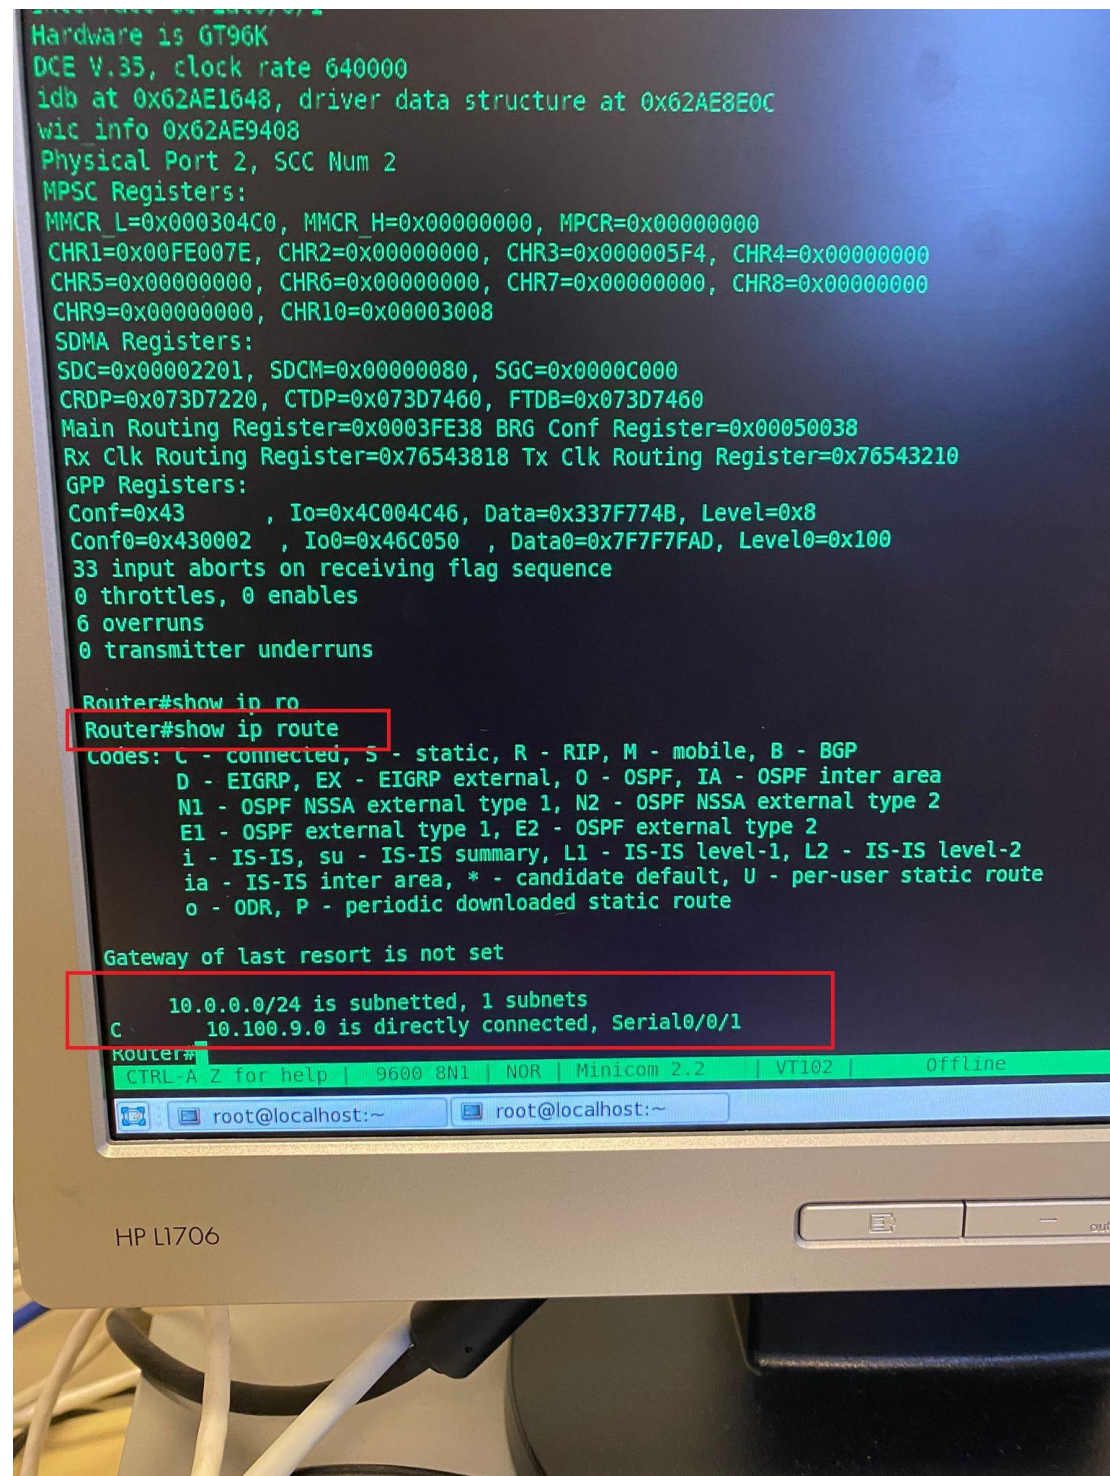 Hardware is GT96K
DCE V.35, clock rate 640000
idb at 0x62AE1648, driver data structure at 0x62AE8E0C
wic_info 0x62AE9408
Physical Port 2, SCC Num 2
MPSC Registers:
MMCR_L=0x000304C0, MMCR_H=0x00000000, MPCR=0x00000000
CHR1=0x00FE007E, CHR2=0x00000000, CHR3=0x000005F4, CHR4=0x00000000
CHR5=0x00000000, CHR6=0x00000000, CHR7=0x00000000, CHR8=0x00000000
CHR9=0x00000000, CHR10=0x00003008
SDMA Registers:
SDC=0x00002201, SDCM=0x00000080, SGC=0x0000C000
CRDP=0x073D7220, CTDP=0x073D7460, FTDB=0x073D7460
Main Routing Register=0x0003FE38 BRG Conf Register=0x00050038
Rx Clk Routing Register=0x76543818 Tx Clk Routing Register=0x76543210
GPP Registers:
Conf=0x43      , Io=0x4C004C46, Data=0x337F774B, Level=0x8
Conf0=0x430002  , Io0=0x46C050  , Data0=0x7F7F7FAD, Level0=0x100
33 input aborts on receiving flag sequence
0 throttles, 0 enables
6 overruns
0 transmitter underruns
Router#show ip ro
Router#show ip route
Codes: C - connected, S - static, R - RIP, M - mobile, B - BGP
D - EIGRP, EX - EIGRP external, O - OSPF, IA - OSPF inter area
N1 - OSPF NSSA external type 1, N2 - OSPF NSSA external type 2
E1 - OSPF external type 1, E2 - OSPF external type 2
i - IS-IS, su - IS-IS summary, L1 - IS-IS level-1, L2 - IS-IS level-2
ia - IS-IS inter area, * - candidate default, U - per-user static route
o - ODR, P - periodic downloaded static route
Gateway of last resort is not set
10.0.0.0/24 is subnetted, 1 subnets
C 10.100.9.0 is directly connected, Serial0/0/1
Router#
CTRL-A Z for help | 9600 8N1 | NOR | Minicom 2.2 | VT102 | Offline
root@localhost:~ root@localhost:~
HP L1706